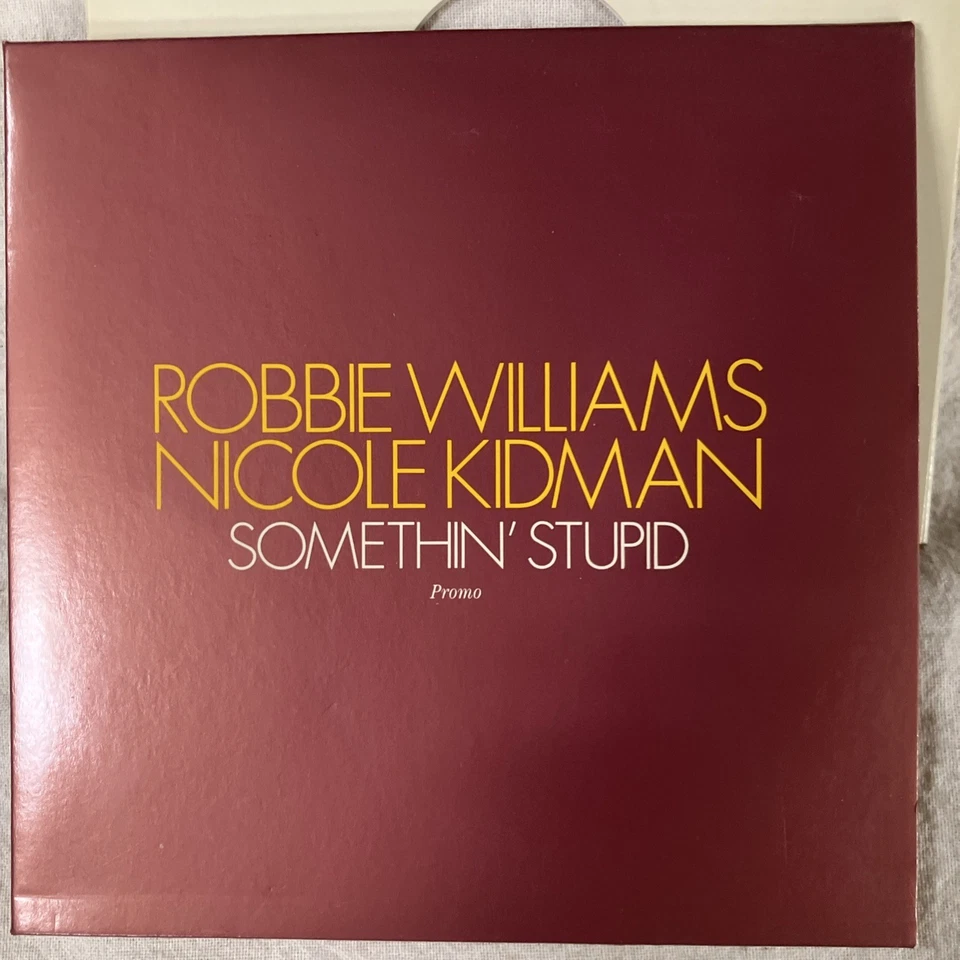 ROBBIE WILLIAMS
NICOLE KIDMAN
SOMETHIN' STUPID
Promo